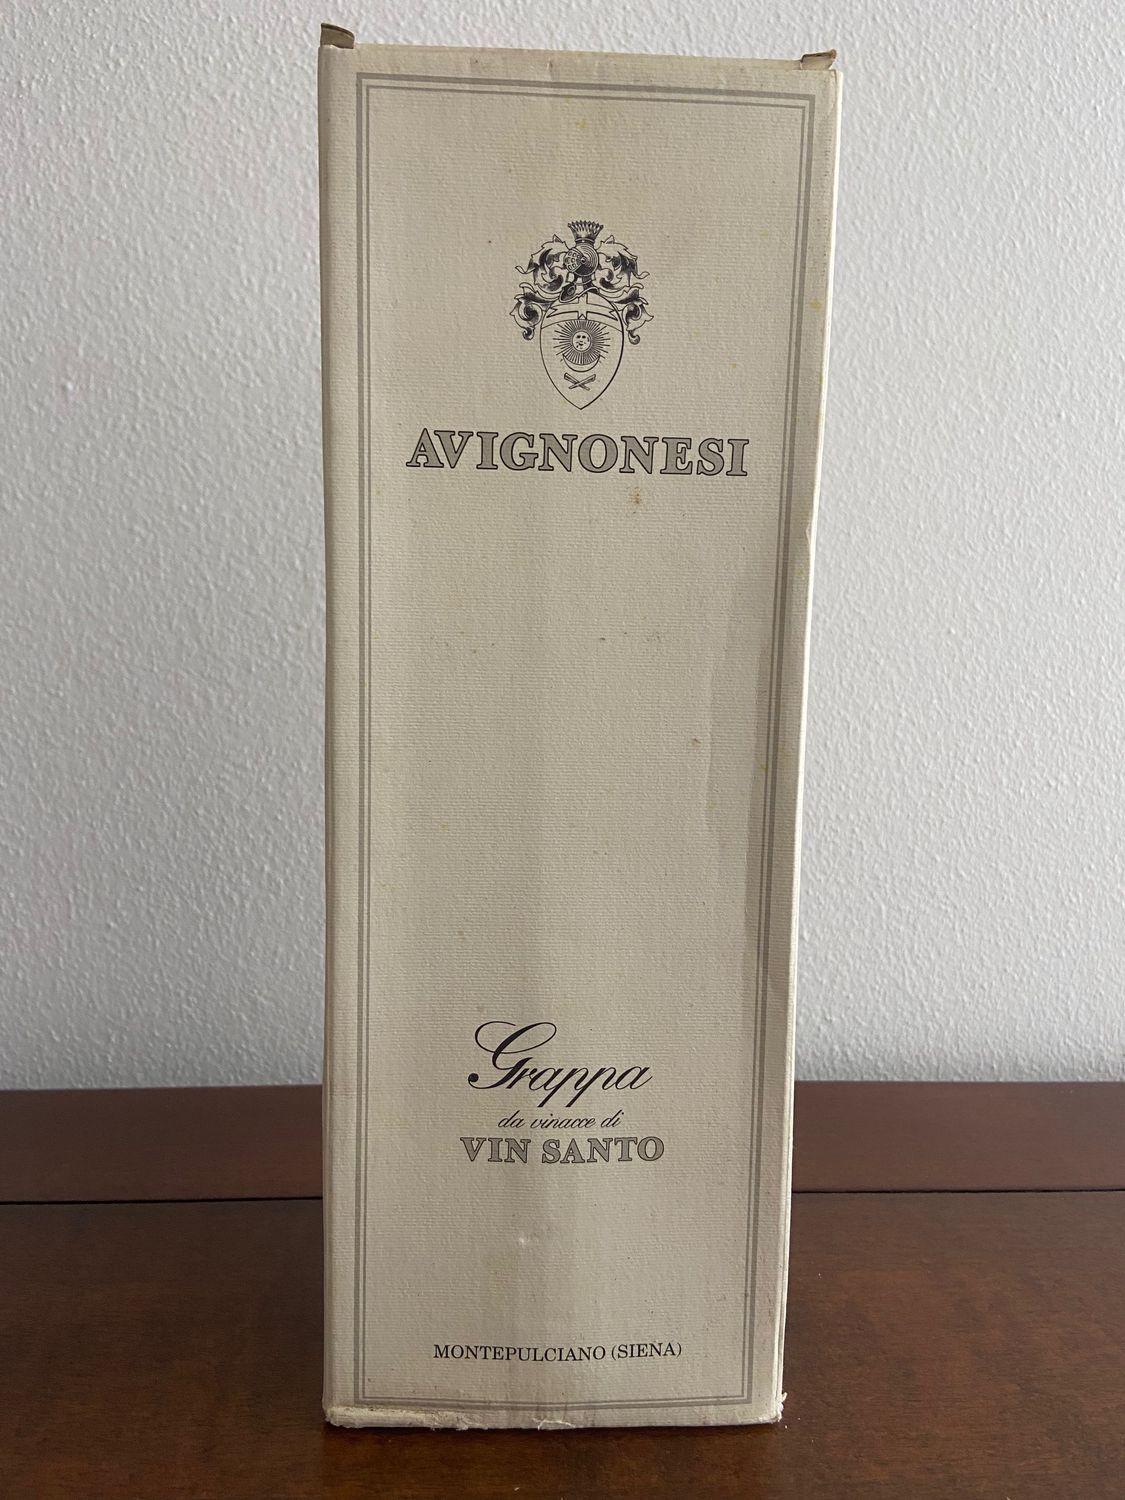 AVIGNONESI
Grappa
da vinacce di
VIN SANTO
MONTEPULCIANO (SIENA)